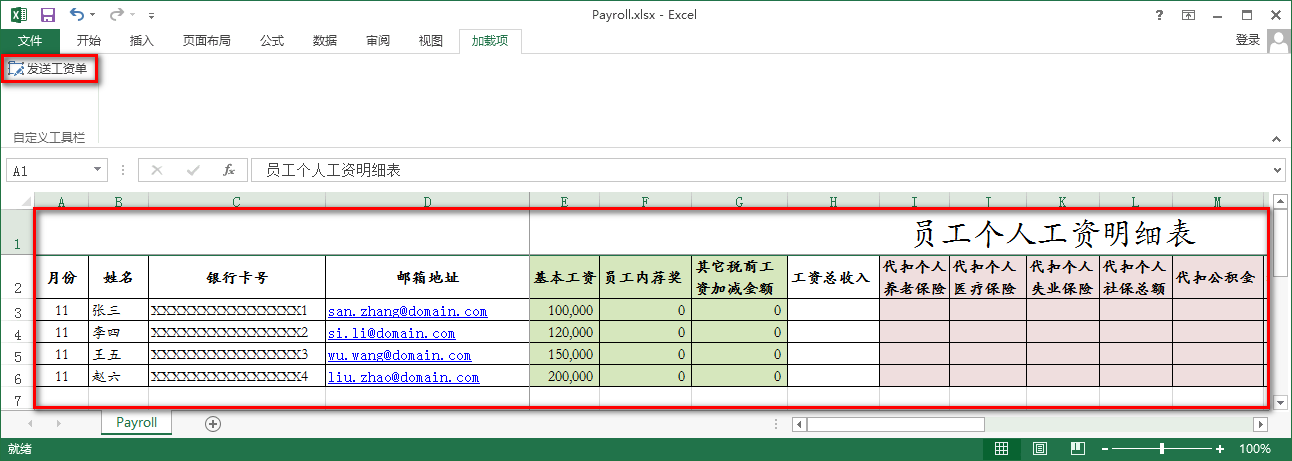 Payroll.xlsx - Excel
文件 开始 插入 页面布局 公式 数据 审阅 视图 加载项 登录
发送工资单
自定义工具栏
A1 fx 员工个人工资明细表
A B C D E F G H I J K L M
1 员工个人工资明细表
2 月份 姓名 银行卡号 邮箱地址 基本工资 员工内荐奖 其它税前工 工资总收入 代和个人 代和个人 代和个人 代和个人 代和公积金
资加减金额 养老保险 医疗保险 失业保险 社保总额
3 11 张三 XXXXXXXXXXXXXXXX1 san.zhang@domain.com 100,000 0 0
4 11 李四 XXXXXXXXXXXXXXXX2 si.li@domain.com 120,000 0 0
5 11 王五 XXXXXXXXXXXXXXXX3 wu.wang@domain.com 150,000 0 0
6 11 赵六 XXXXXXXXXXXXXXXX4 liu.zhao@domain.com 200,000 0 0
7
Payroll
就绪 100%